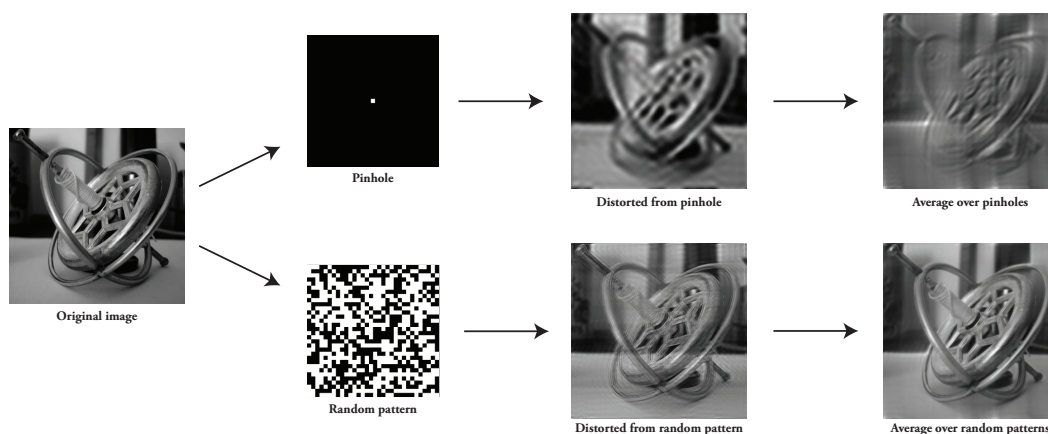 Pinhole
Distorted from pinhole
Average over pinholes
Original image
Random pattern
Distorted from random pattern
Average over random patterns